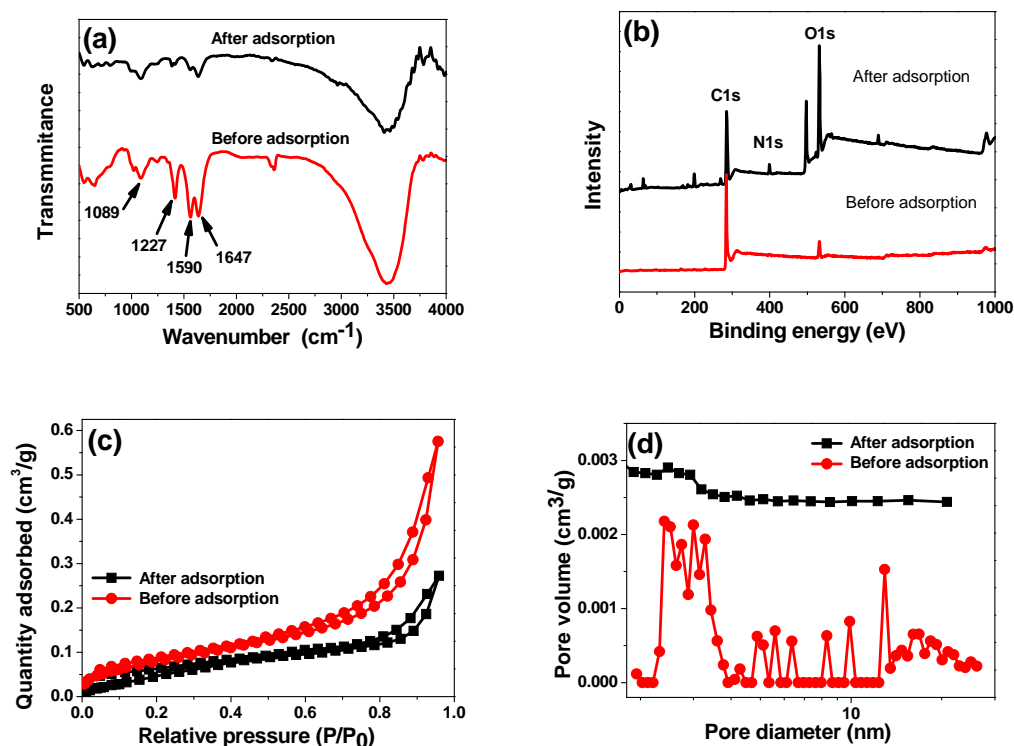 (a)
After adsorption
Before adsorption
1089
1227
1590
1647
Transmmitance
500 1000 1500 2000 2500 3000 3500 4000
Wavenumber (cm-1)
(b)
O1s
After adsorption
C1s
N1s
Before adsorption
Intensity
0 200 400 600 800 1000
Binding energy (eV)
(c)
0.6
0.5
0.4
0.3
0.2
0.1
0.0
After adsorption
Before adsorption
Quantity adsorbed (cm3/g)
0.0 0.2 0.4 0.6 0.8 1.0
Relative pressure (P/P0)
(d)
After adsorption
Before adsorption
0.003
0.002
0.001
0.000
Pore volume (cm3/g)
10
Pore diameter (nm)